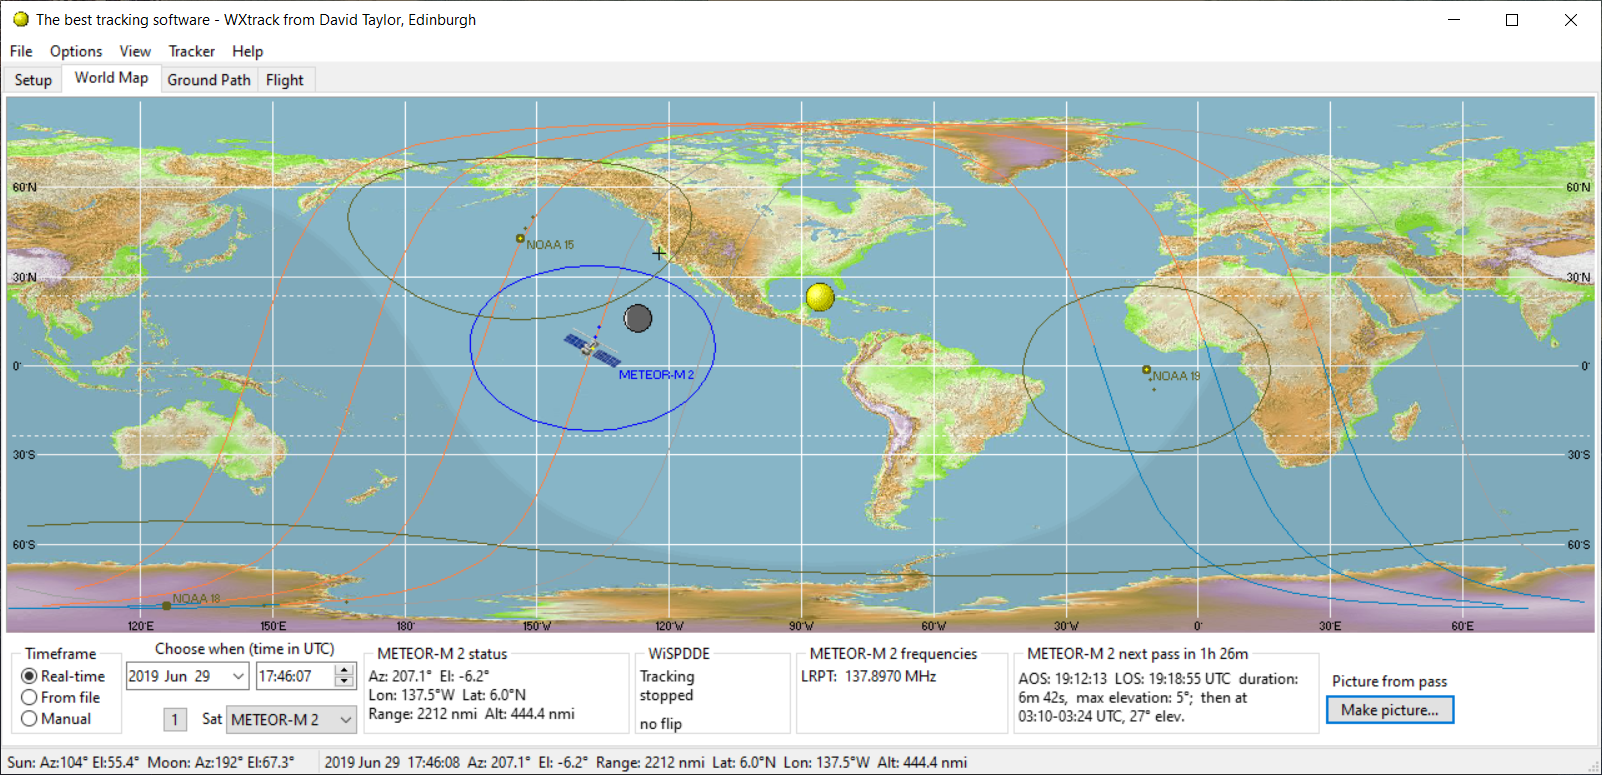 The best tracking software - WXtrack from David Taylor, Edinburgh
File Options View Tracker Help
Setup World Map Ground Path Flight
60°N 60°N
NOAA 15
30°N 30°N
0° 0°
METEOR-M 2
NOAA 19
30°S 30°S
60°S 60°S
NOAA 18
120°E 150°E 180° 150°W 120°W 90°W 60°W 30°W 0° 30°E 60°E
Timeframe
Real-time
From file
Manual
Choose when (time in UTC)
2019 Jun 29 17:46:07
1 Sat METEOR-M 2
METEOR-M 2 status
Az: 207.1° El: -6.2°
Lon: 137.5°W Lat: 6.0°N
Range: 2212 nmi Alt: 444.4 nmi
WiSPDDE
Tracking
stopped
no flip
METEOR-M 2 frequencies
LRPT: 137.8970 MHz
METEOR-M 2 next pass in 1h 26m
AOS: 19:12:13 LOS: 19:18:55 UTC duration:
6m 42s, max elevation: 5°; then at
03:10-03:24 UTC, 27° elev.
Picture from pass
Make picture...
Sun: Az:104° El:55.4° Moon: Az:192° El:67.3° 2019 Jun 29 17:46:08 Az: 207.1° El: -6.2° Range: 2212 nmi Lat: 6.0°N Lon: 137.5°W Alt: 444.4 nmi